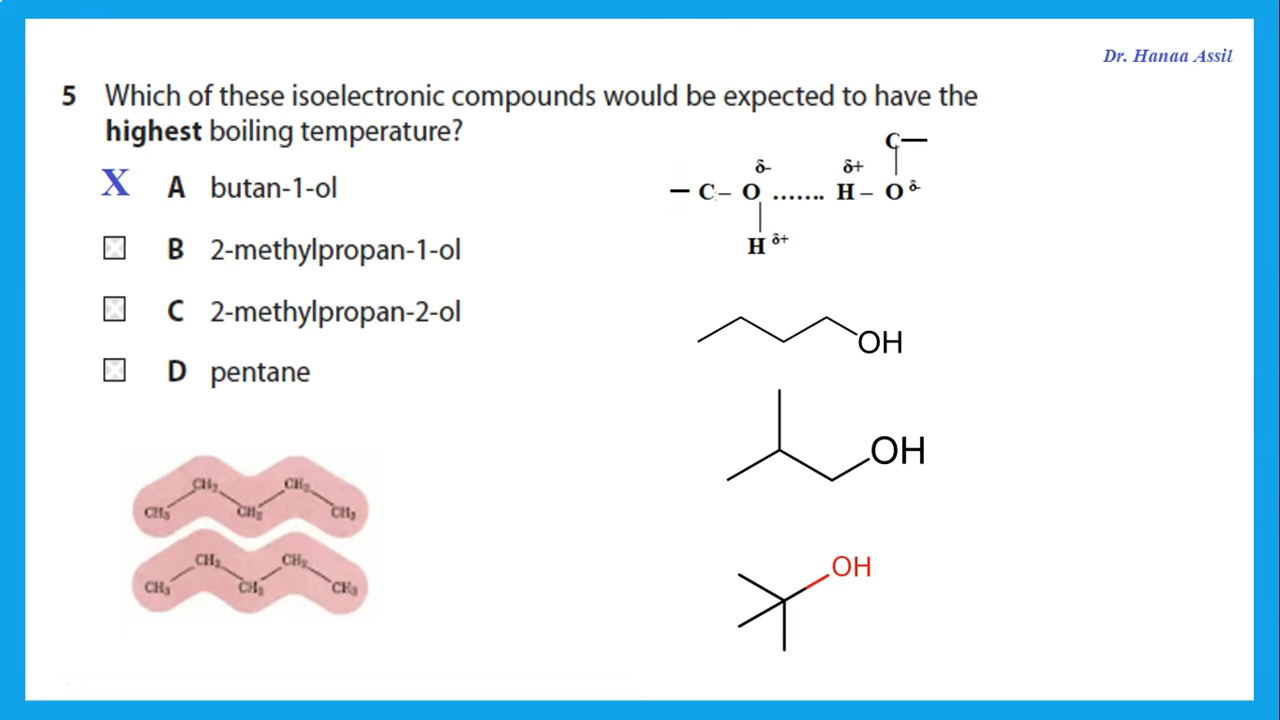 Dr. Hanaa Assil
5 Which of these isoelectronic compounds would be expected to have the
highest boiling temperature?
X A butan-1-ol
B 2-methylpropan-1-ol
C 2-methylpropan-2-ol
D pentane
C –
δ- δ+
– C – O ....... H – O δ-
H δ+
OH
OH
OH
CH₂ CH₂
CH₃ CH₂ CH₃
CH₂ CH₂
CH₃ CH₂ CH₃